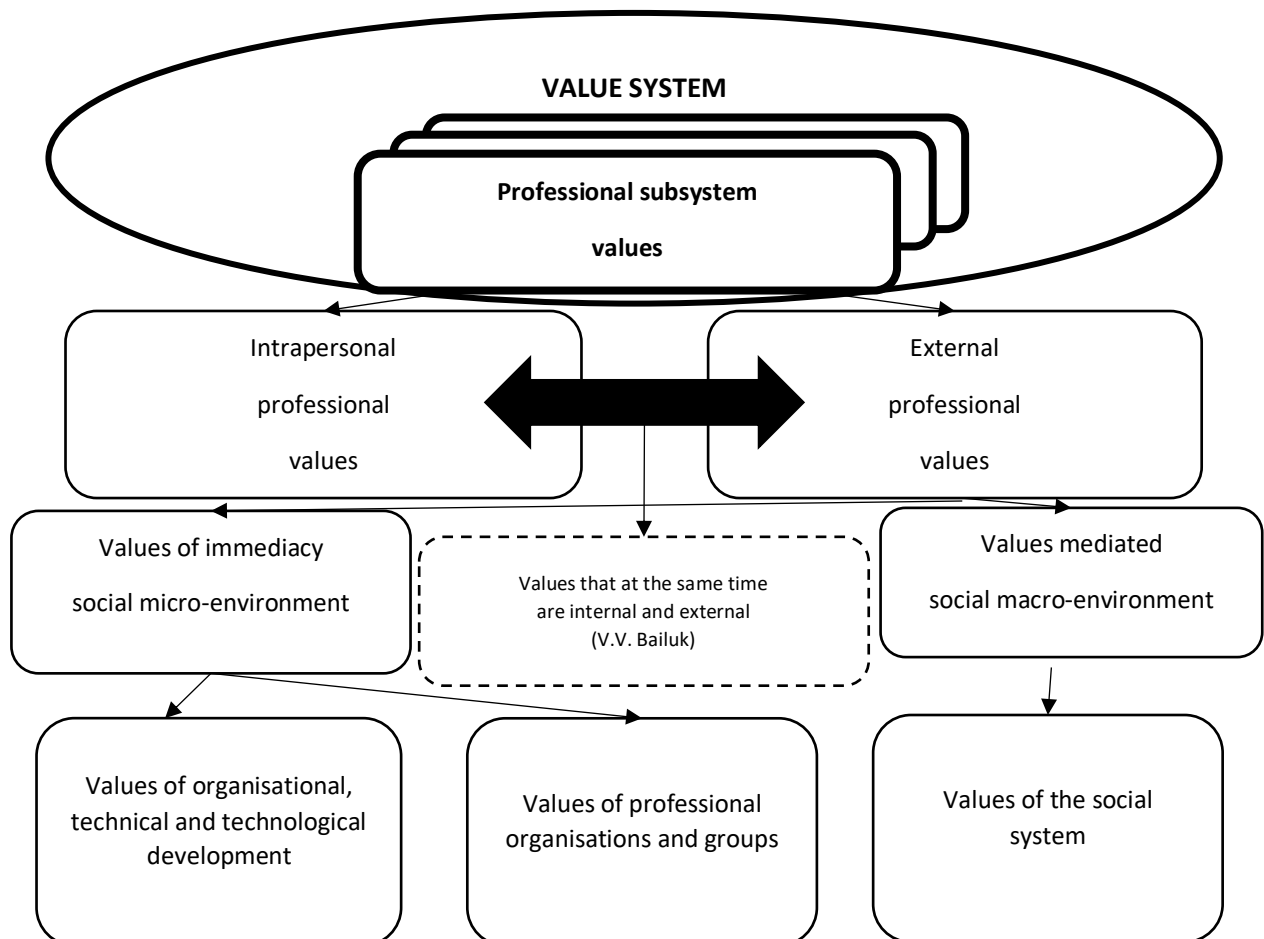 VALUE SYSTEM
Professional subsystem
values
Intrapersonal
professional
values
External
professional
values
Values of immediacy
social micro-environment
Values that at the same time
are internal and external
(V.V. Bailuk)
Values mediated
social macro-environment
Values of organisational,
technical and technological
development
Values of professional
organisations and groups
Values of the social
system